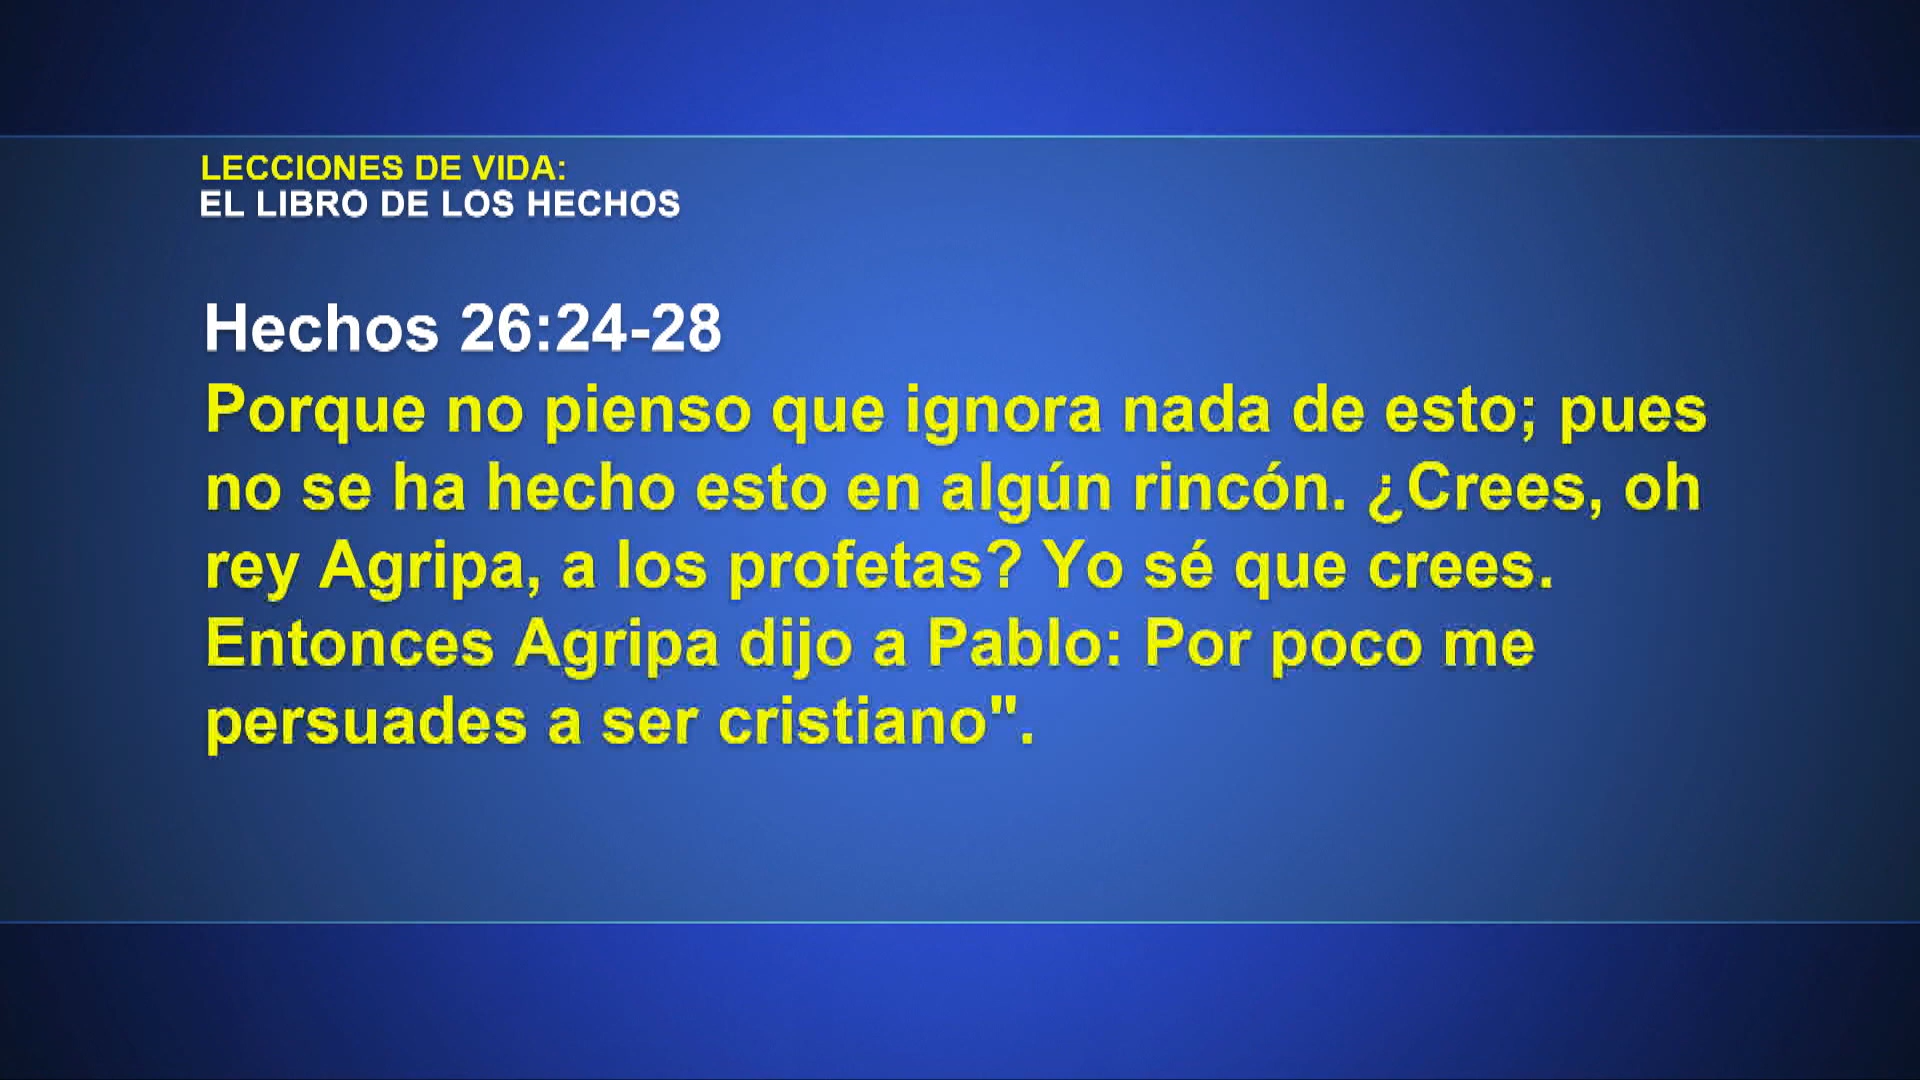 LECCIONES DE VIDA:
EL LIBRO DE LOS HECHOS
Hechos 26:24-28
Porque no pienso que ignora nada de esto; pues
no se ha hecho esto en algún rincón. ¿Crees, oh
rey Agripa, a los profetas? Yo sé que crees.
Entonces Agripa dijo a Pablo: Por poco me
persuades a ser cristiano".